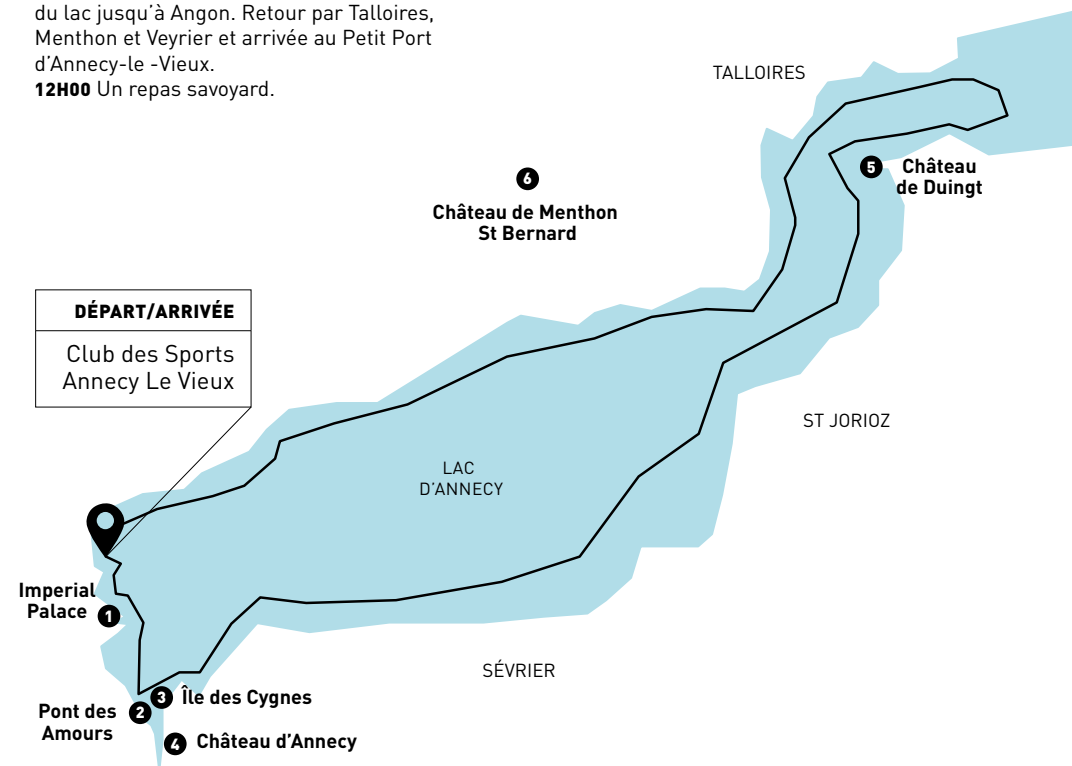 du lac jusqu'à Angon. Retour par Talloires,
Menthon et Veyrier et arrivée au Petit Port
d'Annecy-le -Vieux.
12H00 Un repas savoyard.
TALLOIRES
5 Château
de Duingt
6
Château de Menthon
St Bernard
DÉPART/ARRIVÉE
Club des Sports
Annecy Le Vieux
ST JORIOZ
LAC
D'ANNECY
Imperial
Palace 1
SÉVRIER
3 Île des Cygnes
Pont des
Amours 2
4 Château d'Annecy